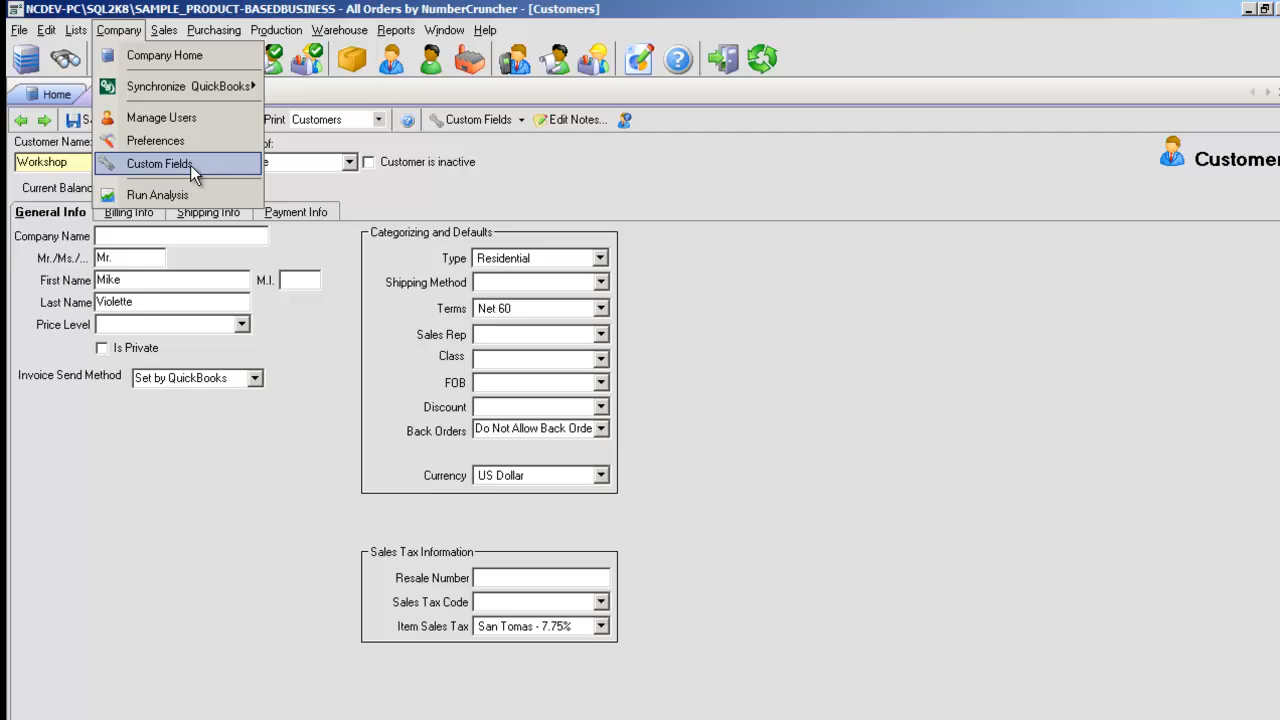 NCDEV-PC\SQL2K8\SAMPLE_PRODUCT-BASEDBUSINESS - All Orders by NumberCruncher - [Customers]
File Edit Lists Company Sales Purchasing Production Warehouse Reports Window Help
Company Home
Synchronize QuickBooks
Manage Users
Preferences
Custom Fields
Run Analysis
Home
Print Customers Custom Fields Edit Notes...
Customer Name: of:
Workshop Customer is inactive
Customer
Current Balanc
General Info Billing Info Shipping Info Payment Info
Company Name
Mr./Ms./... Mr.
First Name Mike M.I.
Last Name Violette
Price Level
Is Private
Invoice Send Method Set by QuickBooks
Categorizing and Defaults
Type Residential
Shipping Method
Terms Net 60
Sales Rep
Class
FOB
Discount
Back Orders Do Not Allow Back Orde
Currency US Dollar
Sales Tax Information
Resale Number
Sales Tax Code
Item Sales Tax San Tomas - 7.75%